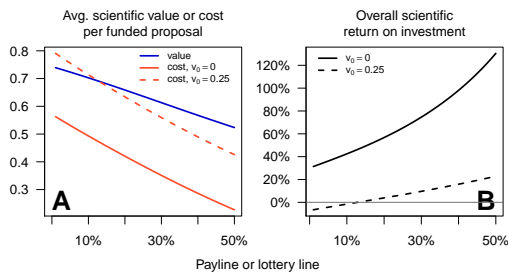 Avg. scientific value or cost
per funded proposal
0.8
0.7
0.6
0.5
0.4
0.3
value
cost, v₀ = 0
cost, v₀ = 0.25
A
10%
30%
50%
Overall scientific
return on investment
120%
100%
80%
60%
40%
20%
0%
v₀ = 0
v₀ = 0.25
B
10%
30%
50%
Payline or lottery line